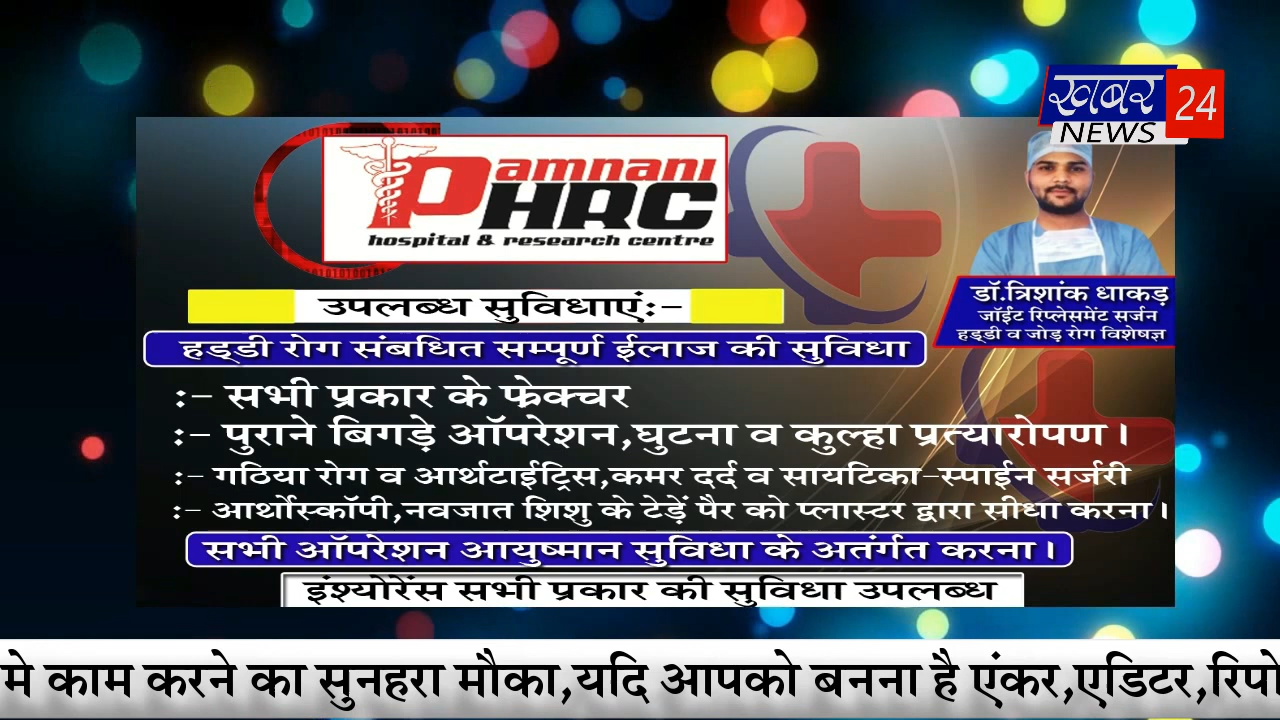 खबर 24
NEWS
Pamnani
PHRC
hospital & research centre
डॉ.त्रिशांक धाकड़
जॉईट रिप्लेसमेंट सर्जन
हड्डी व जोड़ रोग विशेषज्ञ
उपलब्ध सुविधाएं:-
हड्डी रोग संबधित सम्पूर्ण ईलाज की सुविधा
:- सभी प्रकार के फ्रेक्चर
:- पुराने बिगड़े ऑपरेशन,घुटना व कुल्हा प्रत्यारोपण।
:- गठिया रोग व आर्थटाईट्रिस,कमर दर्द व सायटिका-स्पाईन सर्जरी
:- आर्थोस्कॉपी,नवजात शिशु के टेड़ें पैर को प्लास्टर द्वारा सीधा करना।
सभी ऑपरेशन आयुष्मान सुविधा के अतंर्गत करना।
इंश्योरेंस सभी प्रकार की सुविधा उपलब्ध
मे काम करने का सुनहरा मौका,यदि आपको बनना है एंकर,एडिटर,रिपो